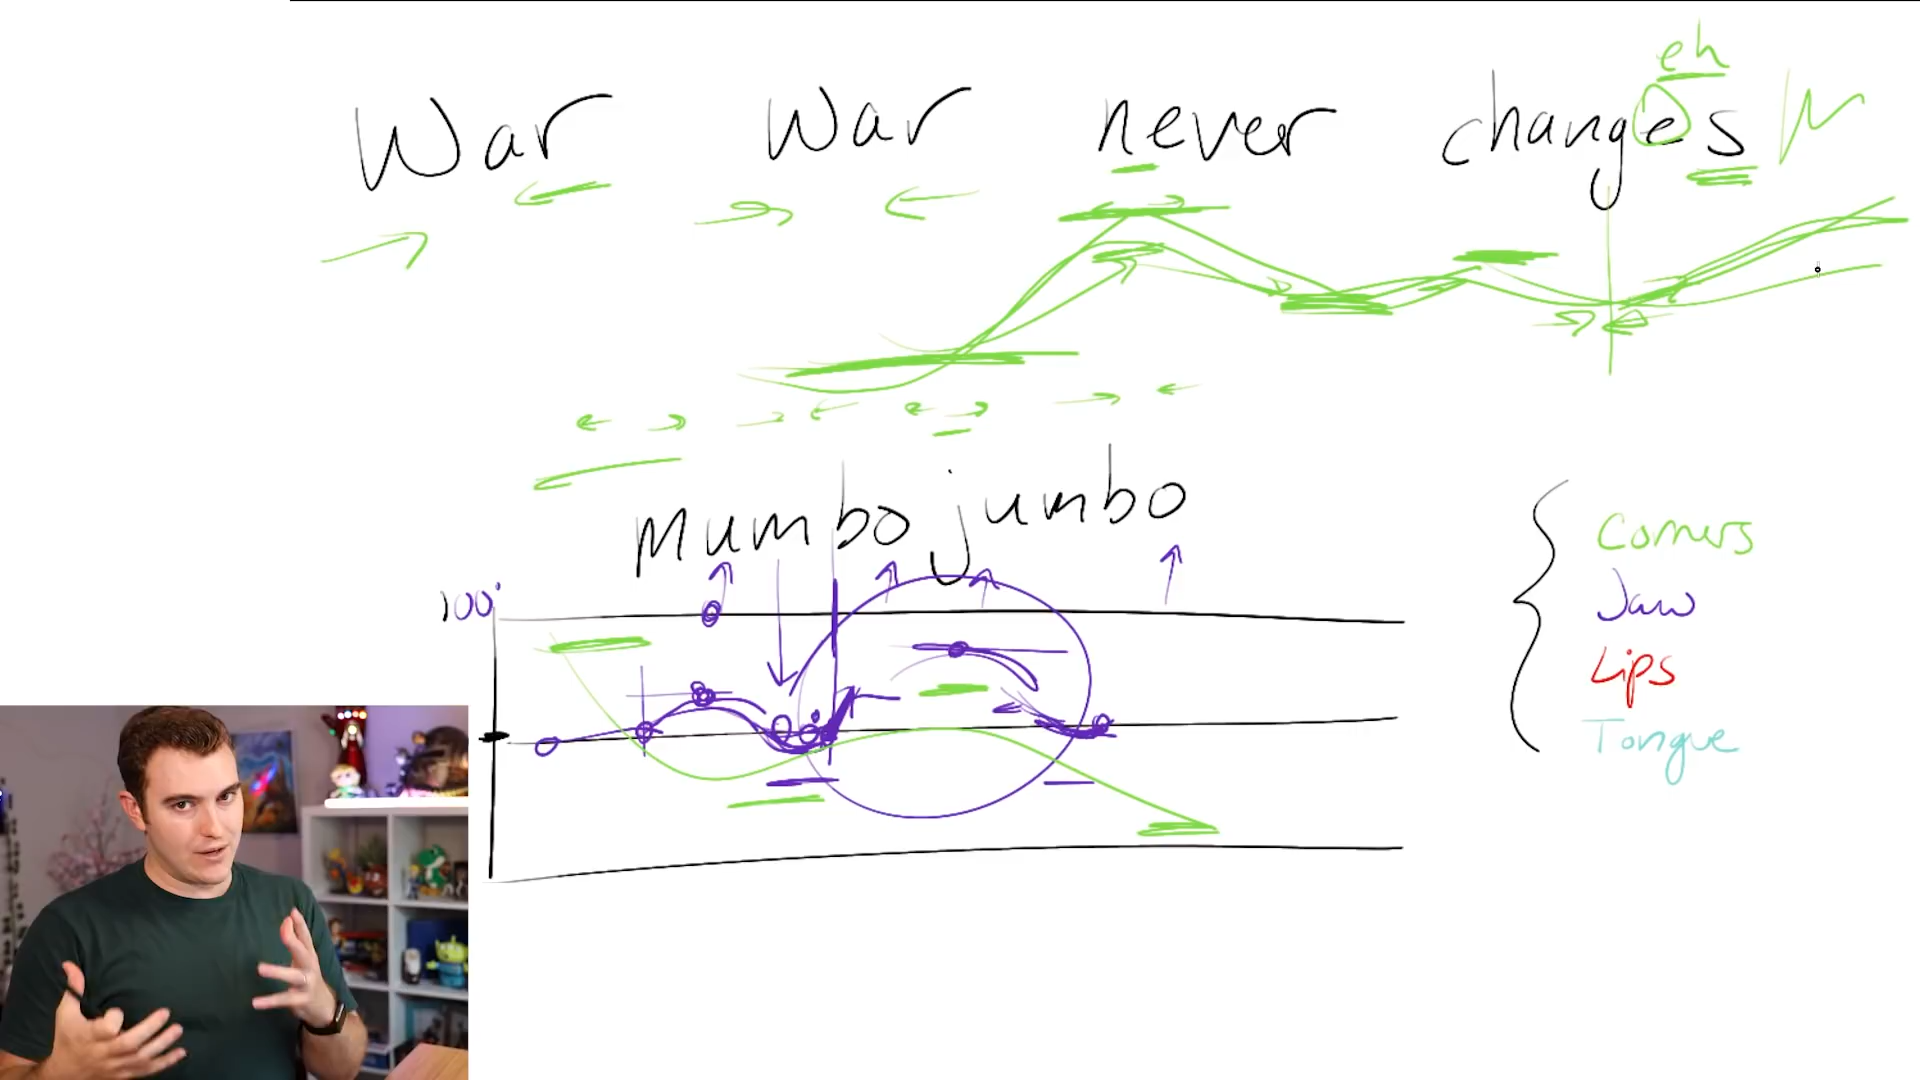 eh
War War never changes
Mumbo jumbo
100°
Corners
Jaw
Lips
Tongue